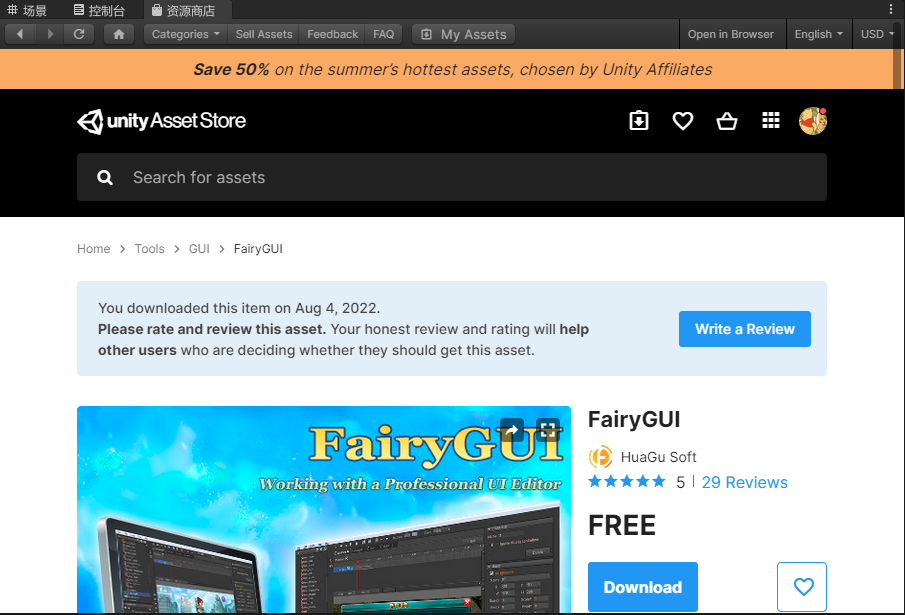 场景 控制台 资源商店
Categories Sell Assets Feedback FAQ My Assets Open in Browser English USD
Save 50% on the summer's hottest assets, chosen by Unity Affiliates
unity Asset Store
Search for assets
Home > Tools > GUI > FairyGUI
You downloaded this item on Aug 4, 2022.
Please rate and review this asset. Your honest review and rating will help
other users who are deciding whether they should get this asset.
Write a Review
FairyGUI
Working with a Professional UI Editor
FairyGUI
HuaGu Soft
5 | 29 Reviews
FREE
Download